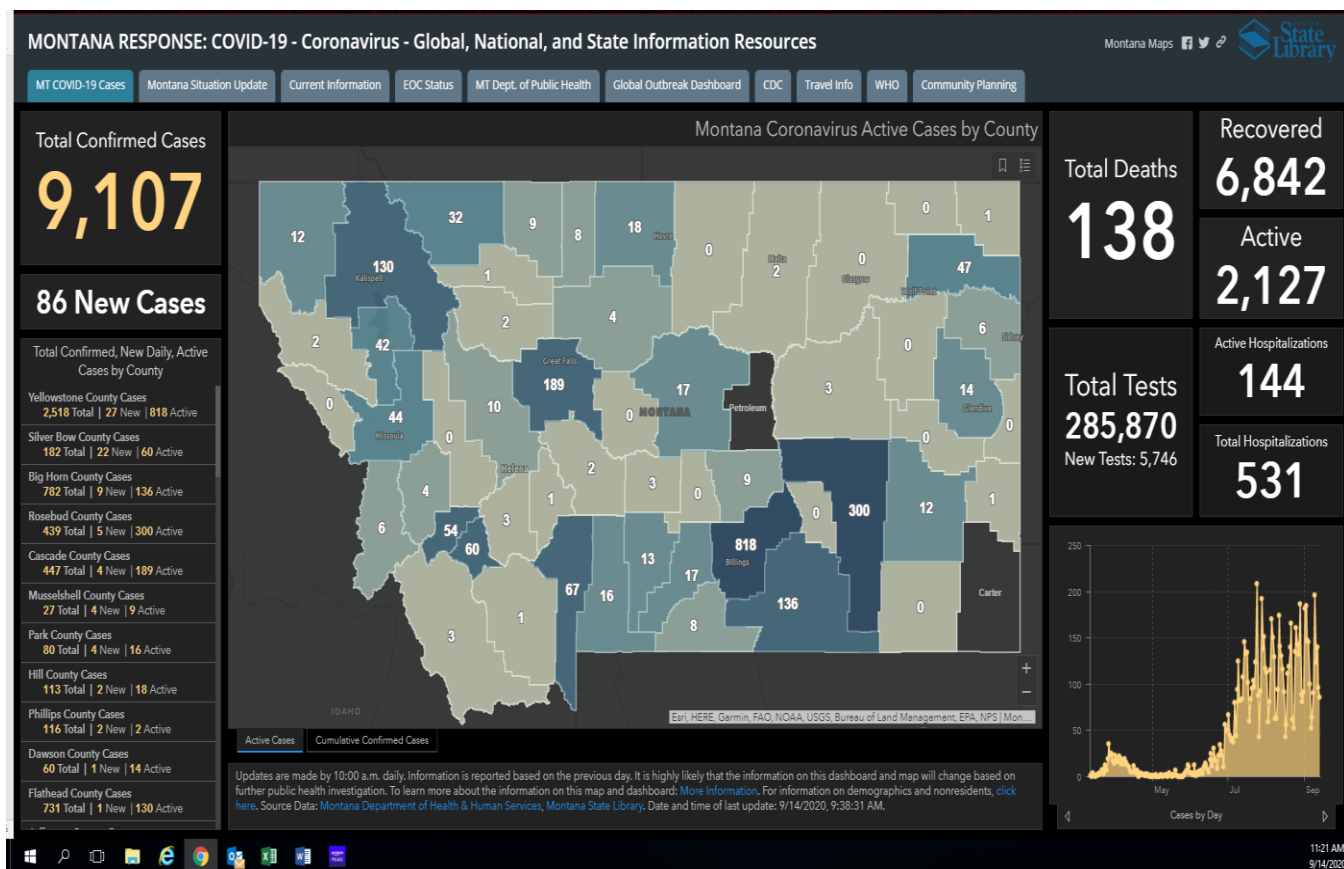 MONTANA RESPONSE: COVID-19 - Coronavirus - Global, National, and State Information Resources
Montana Maps
MONTANA
State
Library
MT COVID-19 Cases
Montana Situation Update
Current Information
EOC Status
MT Dept. of Public Health
Global Outbreak Dashboard
CDC
Travel Info
WHO
Community Planning
Total Confirmed Cases
9,107
86 New Cases
Total Confirmed, New Daily, Active
Cases by County
Yellowstone County Cases
2,518 Total | 27 New |818 Active
Silver Bow County Cases
182 Total | 22 New | 60 Active
Big Horn County Cases
782 Total | 9 New | 136 Active
Rosebud County Cases
439 Total | 5 New | 300 Active
Cascade County Cases
447 Total | 4 New | 189 Active
Musselshell County Cases
27 Total | 4 New | 9 Active
Park County Cases
80 Total | 4 New | 16 Active
Hill County Cases
113 Total | 2 New | 18 Active
Phillips County Cases
116 Total | 2 New | 2 Active
Dawson County Cases
60 Total | 1 New | 14 Active
Flathead County Cases
731 Total | 1 New | 130 Active
Montana Coronavirus Active Cases by County
12
130
Kalispell
32
1
9
8
18
Havre
0
Malta
2
0
Glasgow
0
1
47
Wolf Point
2
42
2
4
0
6
Sidney
0
44
Missoula
Great Falls
189
10
0
17
MONTANA
Petroleum
3
14
Glendive
0
0
0
Helena
2
3
0
9
0
300
12
1
6
4
54
60
3
1
67
16
13
17
818
Billings
8
136
0
Carter
3
1
IDAHO
+
−
Esri, HERE, Garmin, FAO, NOAA, USGS, Bureau of Land Management, EPA, NPS | Mon...
Active Cases
Cumulative Confirmed Cases
Updates are made by 10:00 a.m. daily. Information is reported based on the previous day. It is highly likely that the information on this dashboard and map will change based on
further public health investigation. To learn more about the information on this map and dashboard: More Information. For information on demographics and nonresidents, click
here. Source Data: Montana Department of Health & Human Services, Montana State Library. Date and time of last update: 9/14/2020, 9:38:31 AM.
Total Deaths
138
Recovered
6,842
Active
2,127
Total Tests
285,870
New Tests: 5,746
Active Hospitalizations
144
Total Hospitalizations
531
250
200
150
100
50
0
May
Jul
Sep
Cases by Day
11:21 AM
9/14/2020